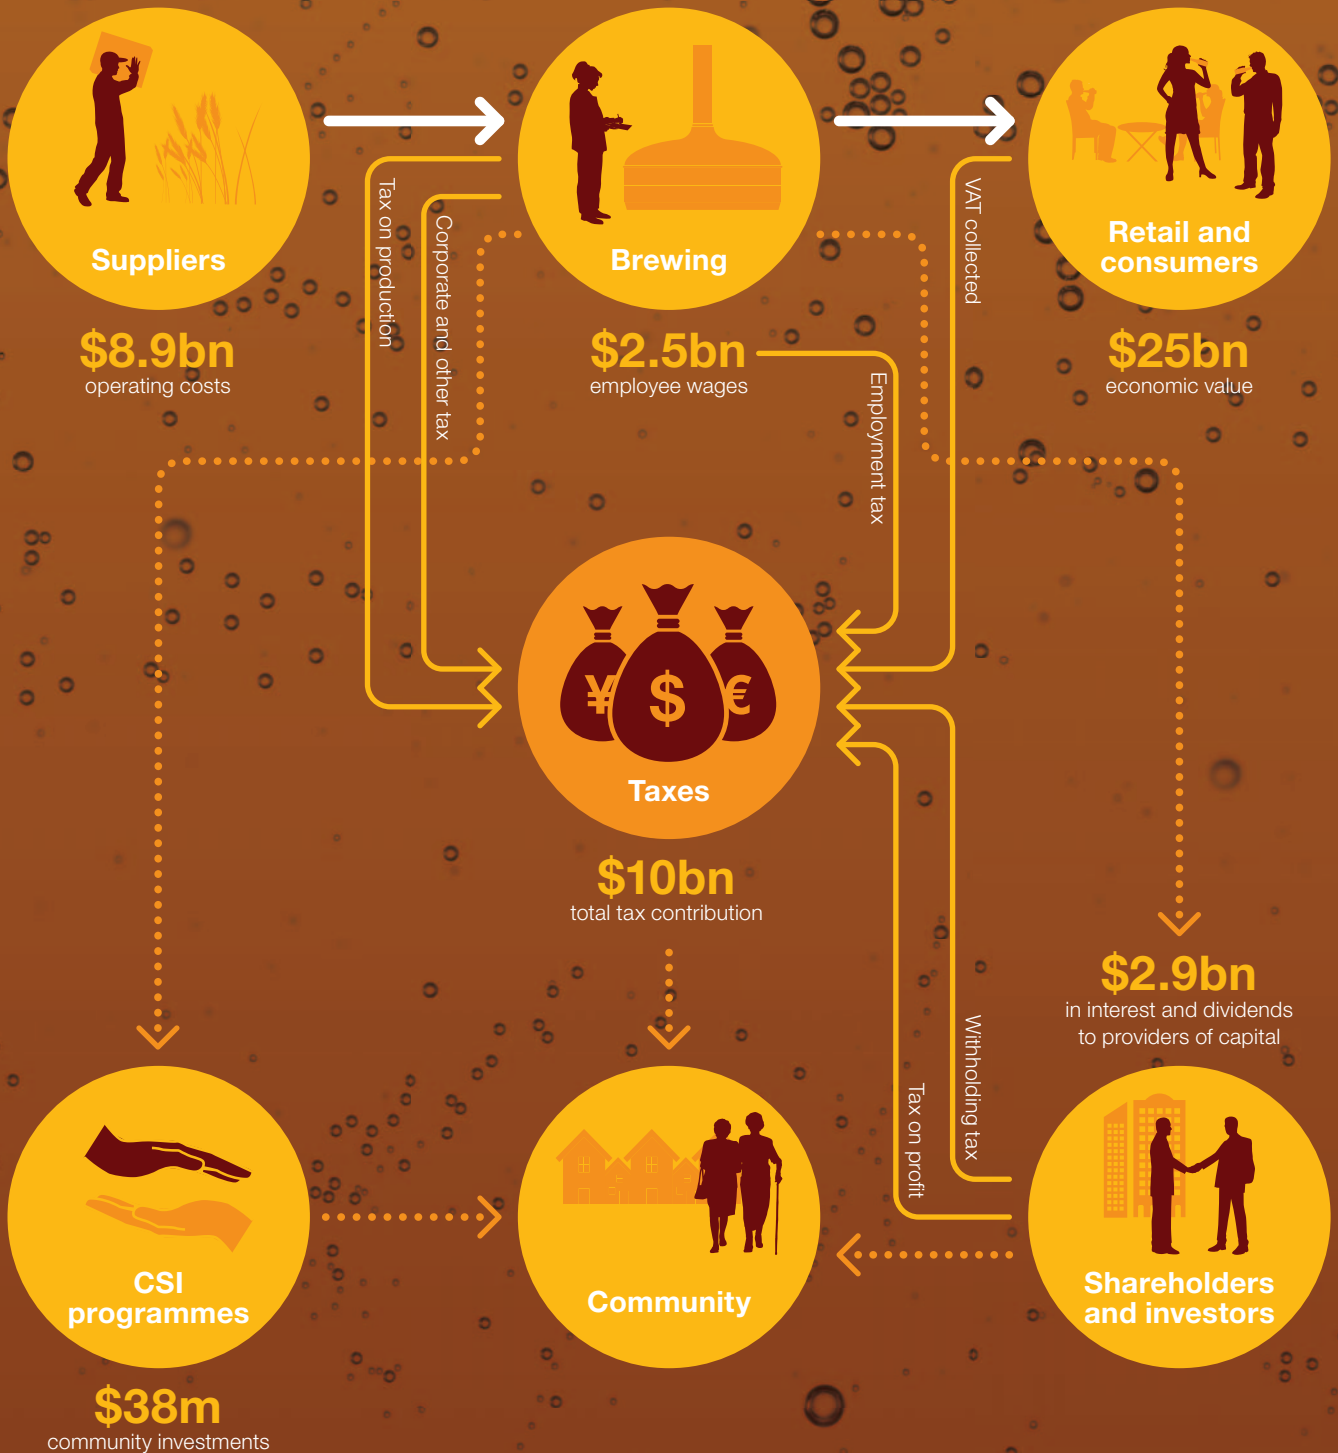 Suppliers
$8.9bn
operating costs
Tax on production
Corporate and other tax
Brewing
$2.5bn
employee wages
Employment tax
VAT collected
Retail and
consumers
$25bn
economic value
¥
$
€
Taxes
$10bn
total tax contribution
$2.9bn
in interest and dividends
to providers of capital
Withholding tax
Tax on profit
CSI
programmes
$38m
community investments
Community
Shareholders
and investors